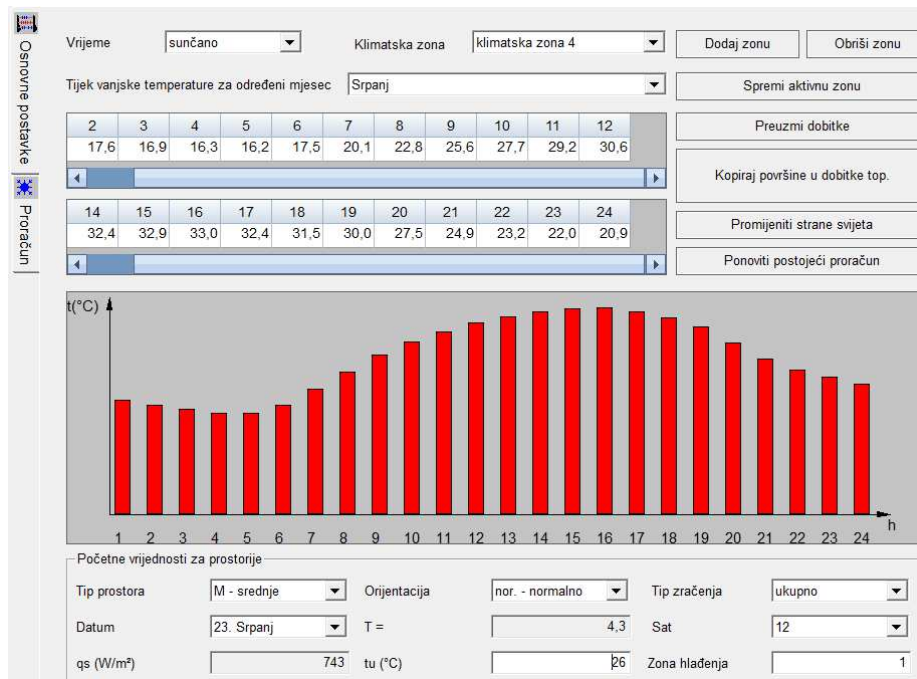 Osnovne postavke
Proračun
Vrijeme sunčano Klimatska zona klimatska zona 4 Dodaj zonu Obriši zonu
Tijek vanjske temperature za određeni mjesec Srpanj Spremi aktivnu zonu
2 3 4 5 6 7 8 9 10 11 12 Preuzmi dobitke
17,6 16,9 16,3 16,2 17,5 20,1 22,8 25,6 27,7 29,2 30,6
Kopiraj površine u dobitke top.
14 15 16 17 18 19 20 21 22 23 24 Promijeniti strane svijeta
32,4 32,9 33,0 32,4 31,5 30,0 27,5 24,9 23,2 22,0 20,9
Ponoviti postojeći proračun
t(°C)
h
1 2 3 4 5 6 7 8 9 10 11 12 13 14 15 16 17 18 19 20 21 22 23 24
Početne vrijednosti za prostorije
Tip prostora M - srednje Orijentacija nor. - normalno Tip zračenja ukupno
Datum 23. Srpanj T = 4,3 Sat 12
qs (W/m²) 743 tu (°C) 26 Zona hlađenja 1